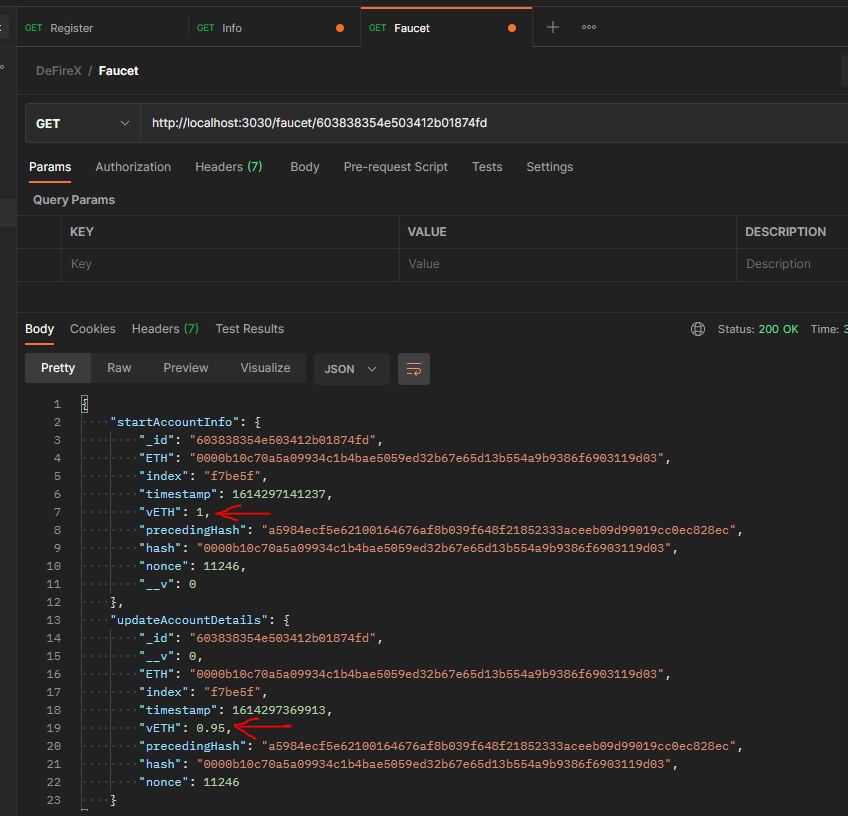 GET Register
GET Info
GET Faucet
DeFireX / Faucet
GET http://localhost:3030/faucet/603838354e503412b01874fd
Params Authorization Headers (7) Body Pre-request Script Tests Settings
Query Params
KEY VALUE DESCRIPTION
Key Value Description
Body Cookies Headers (7) Test Results Status: 200 OK Time: 3
Pretty Raw Preview Visualize JSON
1 {
2 "startAccountInfo": {
3 "_id": "603838354e503412b01874fd",
4 "ETH": "0000b10c70a5a09934c1b4bae5059ed32b67e65d13b554a9b9386f6903119d03",
5 "index": "f7be5f",
6 "timestamp": 1614297141237,
7 "vETH": 1,
8 "precedingHash": "a5984ecf5e62100164676af8b039f648f21852333aceeb09d99019cc0ec828ec",
9 "hash": "0000b10c70a5a09934c1b4bae5059ed32b67e65d13b554a9b9386f6903119d03",
10 "nonce": 11246,
11 "__v": 0
12 },
13 "updateAccountDetails": {
14 "_id": "603838354e503412b01874fd",
15 "__v": 0,
16 "ETH": "0000b10c70a5a09934c1b4bae5059ed32b67e65d13b554a9b9386f6903119d03",
17 "index": "f7be5f",
18 "timestamp": 1614297369913,
19 "vETH": 0.95,
20 "precedingHash": "a5984ecf5e62100164676af8b039f648f21852333aceeb09d99019cc0ec828ec",
21 "hash": "0000b10c70a5a09934c1b4bae5059ed32b67e65d13b554a9b9386f6903119d03",
22 "nonce": 11246
23 }